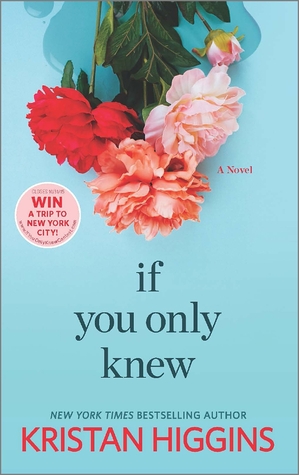 A Novel
WIN
A TRIP TO
NEW YORK
CITY!
if
you only
knew
NEW YORK TIMES BESTSELLING AUTHOR
KRISTAN HIGGINS